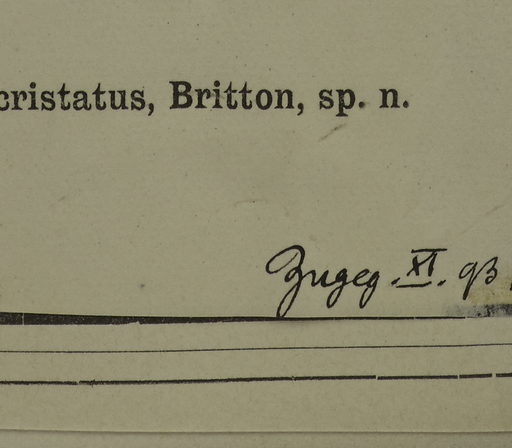 cristatus, Britton, sp. n.
Zugeg. XI. 93.